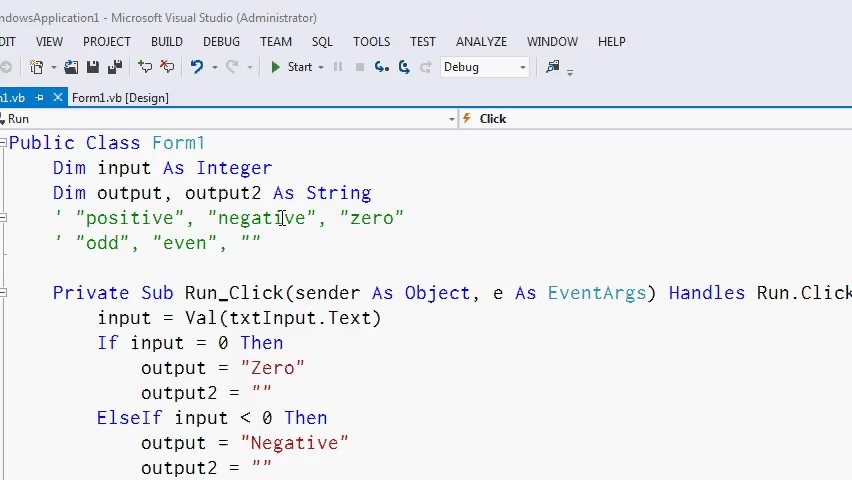 ndowsApplication1 - Microsoft Visual Studio (Administrator)
DIT VIEW PROJECT BUILD DEBUG TEAM SQL TOOLS TEST ANALYZE WINDOW HELP
Start Debug
n1.vb Form1.vb [Design]
Run Click
Public Class Form1
Dim input As Integer
Dim output, output2 As String
' "positive", "negative", "zero"
' "odd", "even", ""
Private Sub Run_Click(sender As Object, e As EventArgs) Handles Run.Click
input = Val(txtInput.Text)
If input = 0 Then
output = "Zero"
output2 = ""
ElseIf input < 0 Then
output = "Negative"
output2 = ""